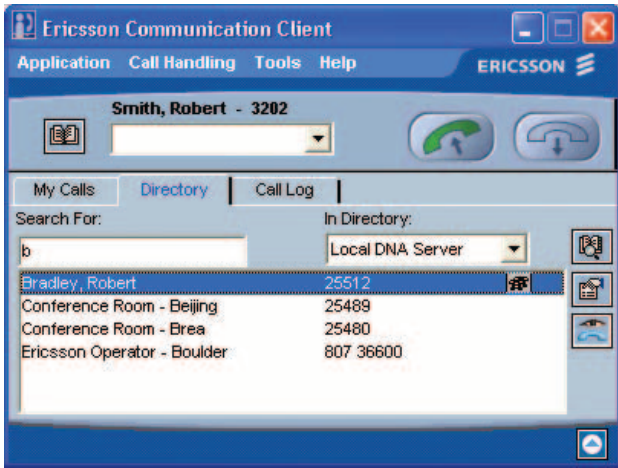 Ericsson Communication Client
Application Call Handling Tools Help ERICSSON
Smith, Robert - 3202
My Calls Directory Call Log
Search For: In Directory:
b Local DNA Server
Bradley, Robert 25512
Conference Room - Beijing 25489
Conference Room - Brea 25480
Ericsson Operator - Boulder 807 36600